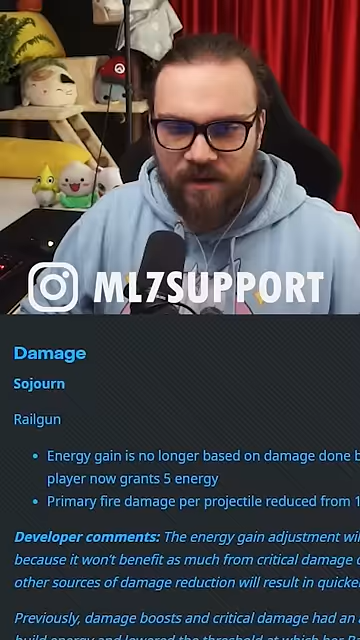 ML7SUPPORT
Damage
Sojourn
Railgun
Energy gain is no longer based on damage done
player now grants 5 energy
Primary fire damage per projectile reduced from 1
Developer comments: The energy gain adjustment
because it won't benefit as much from critical damage
other sources of damage reduction will result in
Previously, damage boosts and critical damage had an
build energy and lowered the threshold at which